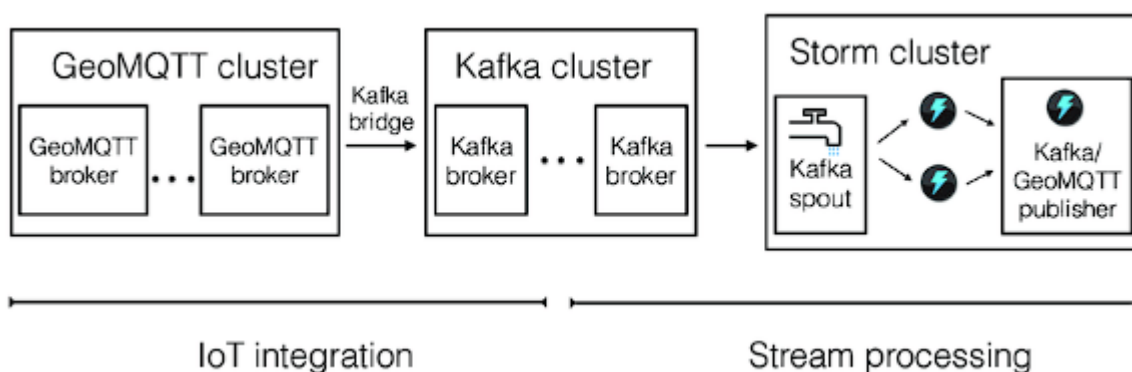 GeoMQTT cluster
GeoMQTT
broker
...
GeoMQTT
broker
Kafka
bridge
Kafka cluster
Kafka
broker
...
Kafka
broker
Storm cluster
Kafka
spout
Kafka/
GeoMQTT
publisher
IoT integration
Stream processing